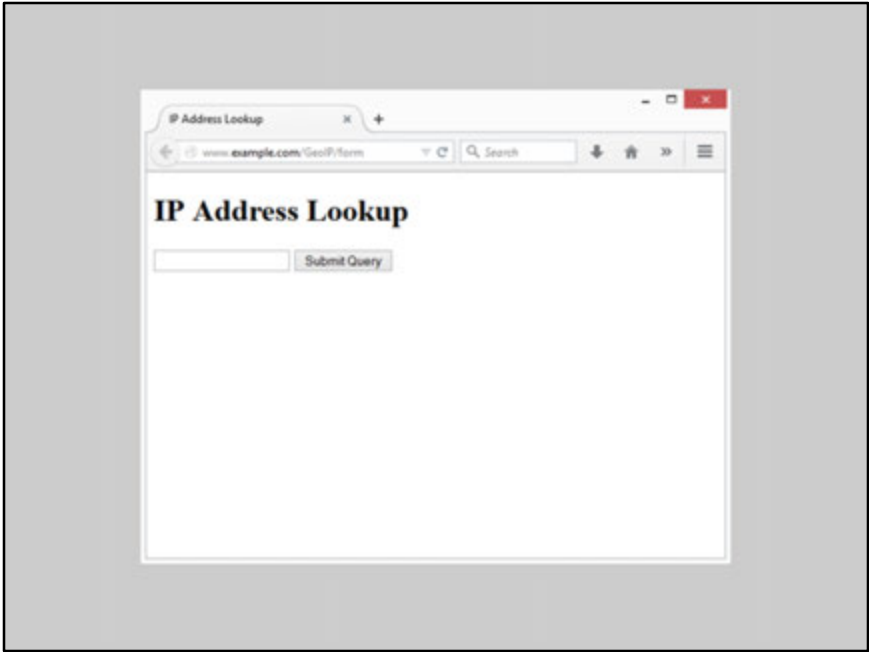 IP Address Lookup
www.example.com/GeoIP/form
Search
IP Address Lookup
Submit Query